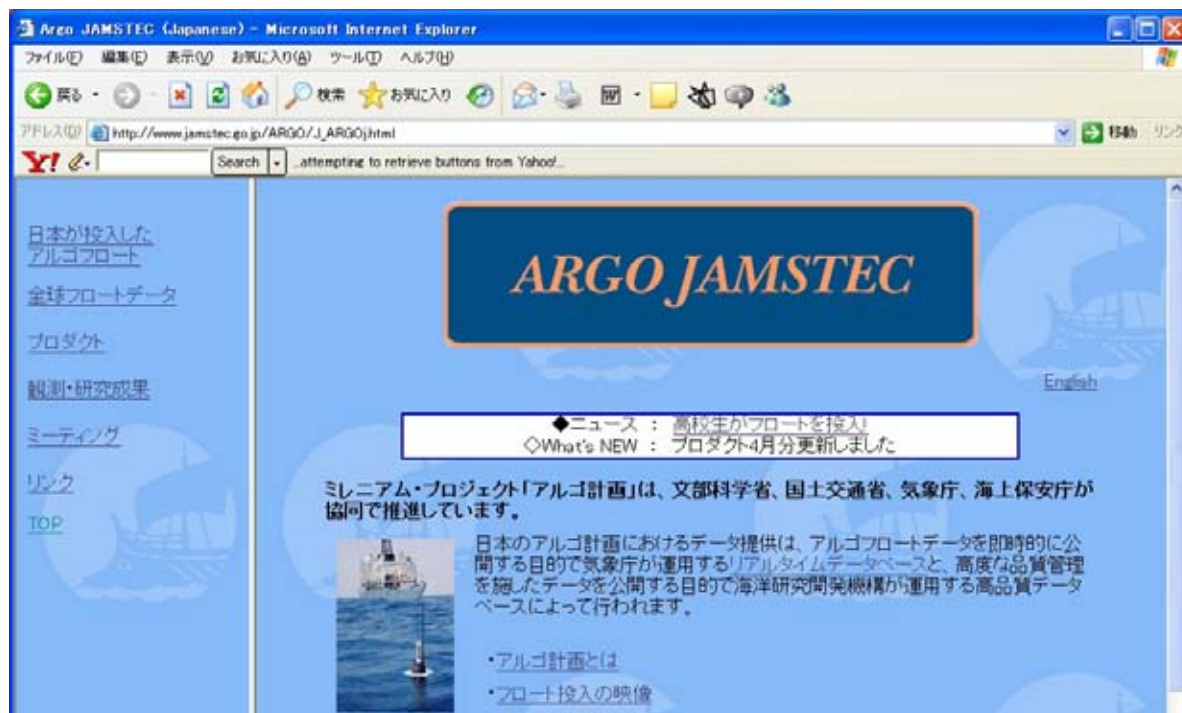 Argo JAMSTEC (Japanese) - Microsoft Internet Explorer
ファイル(F) 編集(E) 表示(V) お気に入り(A) ツール(T) ヘルプ(H)
戻る 検索 お気に入り
アドレス(D) http://www.jamstec.go.jp/ARGO/J_ARGOj.html 移動 リンク
Y! Search ...attempting to retrieve buttons from Yahoo!...
日本が投入した
アルゴフロート
全球フロートデータ
プロダクト
観測・研究成果
ミーティング
リンク
TOP
ARGO JAMSTEC
English
◆ニュース : 高校生がフロートを投入!
◇What's NEW : プロダクト4月分更新しました
ミレニアム・プロジェクト「アルゴ計画」は、文部科学省、国土交通省、気象庁、海上保安庁が
協同で推進しています。
日本のアルゴ計画におけるデータ提供は、アルゴフロートデータを即時的に公
開する目的で気象庁が運用するリアルタイムデータベースと、高度な品質管理
を施したデータを公開する目的で海洋研究開発機構が運用する高品質データ
ベースによって行われます。
・アルゴ計画とは
・フロート投入の映像